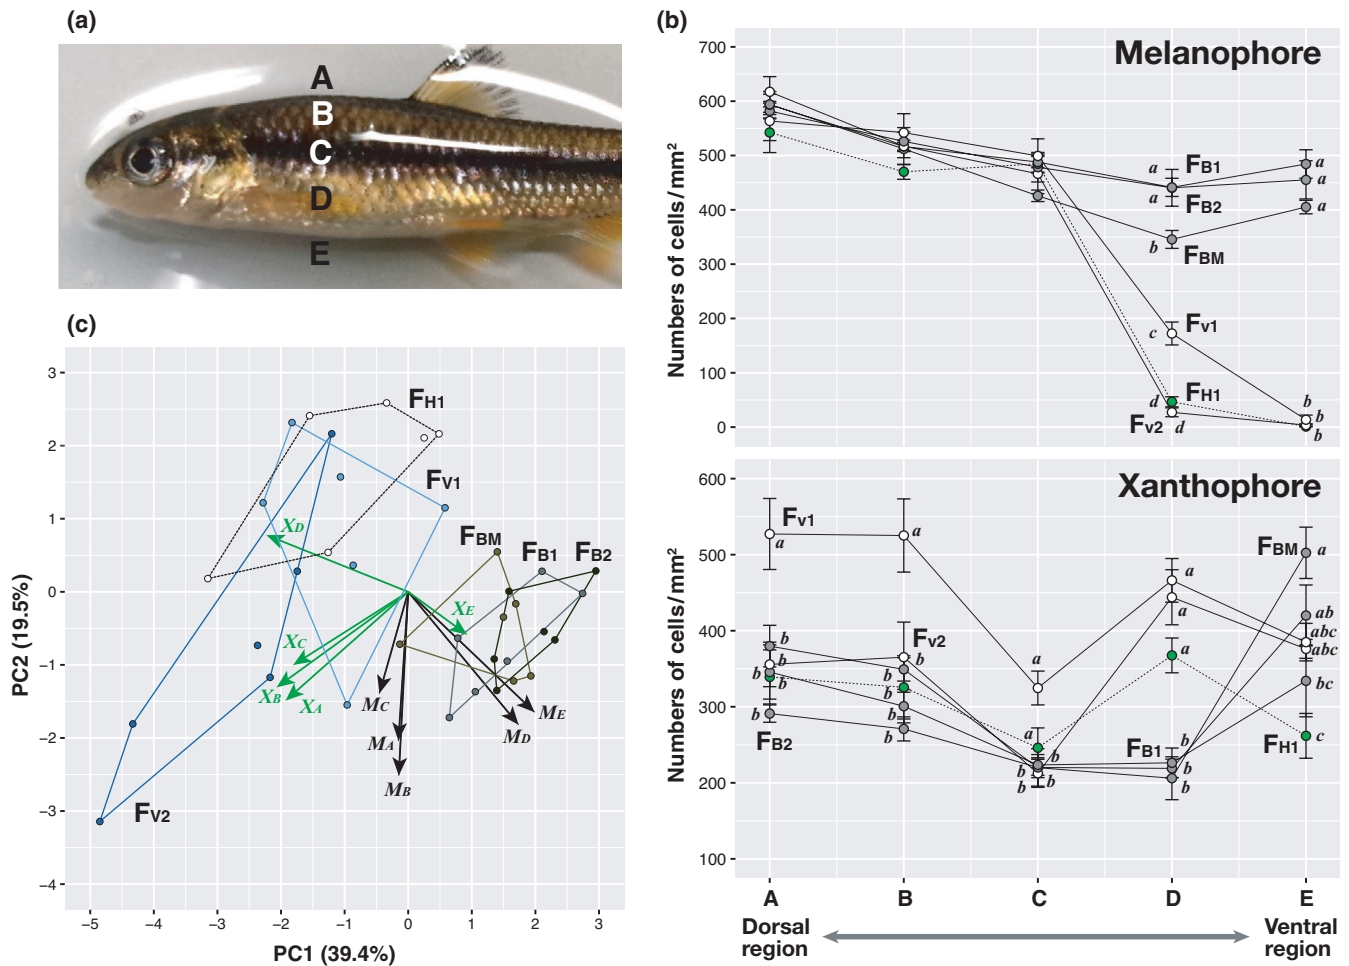 (a)
A
B
C
D
E
(b)
Melanophore
Numbers of cells/mm²
700
600
500
400
300
200
100
0
a
FB1
a
a
a
FB2
a
b
FBM
c
Fv1
d
FH1
Fv2
d
b
b
b
Xanthophore
Numbers of cells/mm²
600
500
400
300
200
100
Fv1
a
a
b
b
b
b
b
FB2
Fv2
b
b
b
b
a
a
b
b
b
b
a
a
a
FB1
b
b
b
FBM
a
ab
abc
abc
bc
FH1
c
A
B
C
D
E
Dorsal
region
Ventral
region
(c)
PC2 (19.5%)
3
2
1
0
−1
−2
−3
−4
FH1
FV1
XD
FBM
FB1
FB2
XE
XC
XB
XA
MC
MA
MB
MD
ME
FV2
−5
−4
−3
−2
−1
0
1
2
3
PC1 (39.4%)